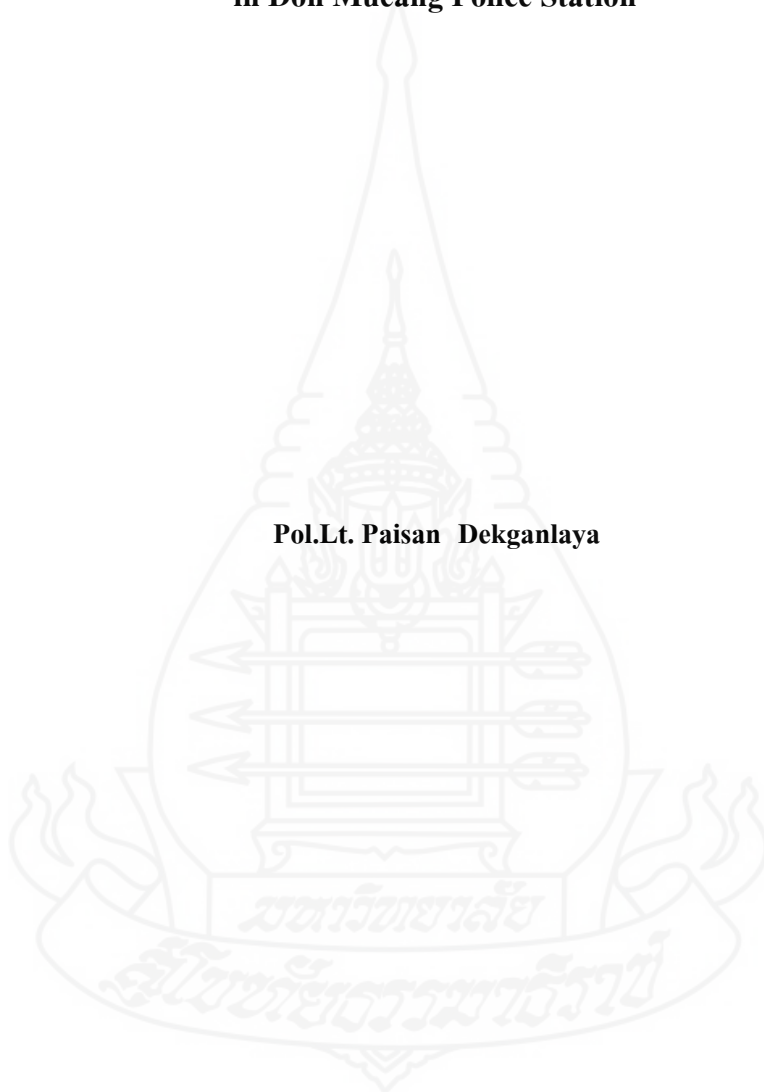 in Don Mueang Police Station
Pol.Lt. Paisan Dekganlaya
มหาวิทยาลัย
สุโขทัยธรรมาธิราช